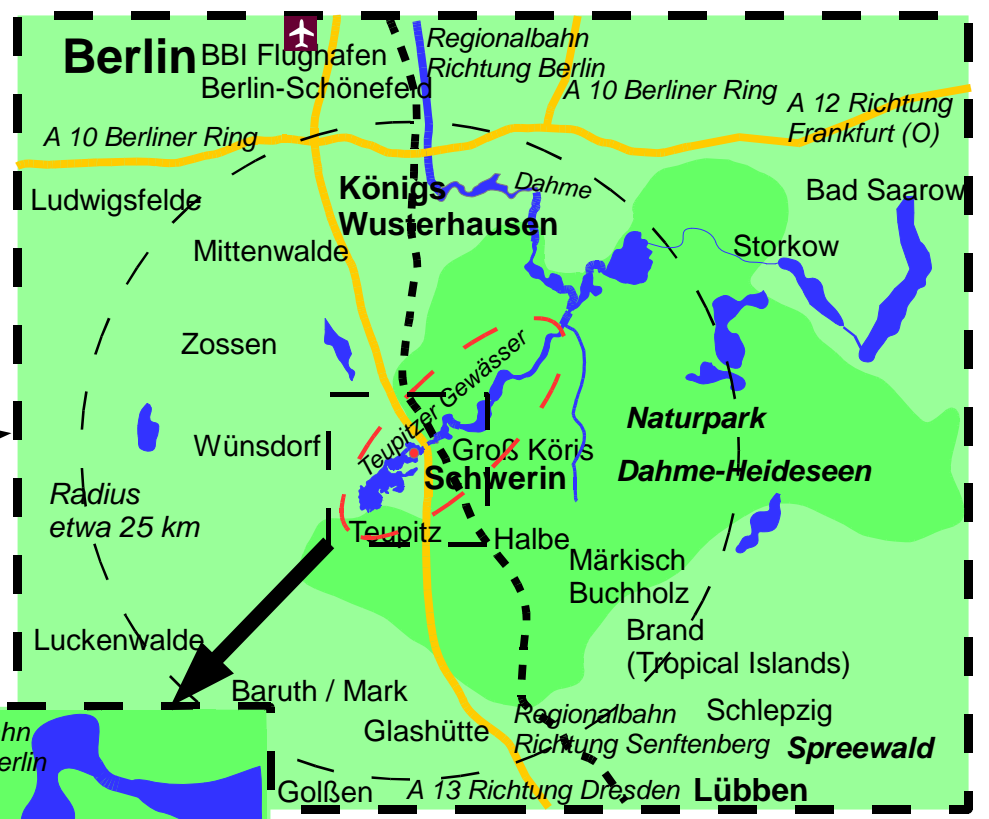 Berlin
BBI Flughafen
Berlin-Schönefeld
Regionalbahn
Richtung Berlin
A 10 Berliner Ring
A 12 Richtung
Frankfurt (O)
A 10 Berliner Ring
Ludwigsfelde
Königs
Wusterhausen
Dahme
Bad Saarow
Mittenwalde
Storkow
Zossen
Teupitzer Gewässer
Naturpark
Dahme-Heideseen
Wünsdorf
Groß Köris
Schwerin
Radius
etwa 25 km
Teupitz
Halbe
Märkisch
Buchholz
Brand
(Tropical Islands)
Luckenwalde
Baruth / Mark
Glashütte
Regionalbahn
Richtung Senftenberg
Schlepzig
Spreewald
Golßen
A 13 Richtung Dresden
Lübben